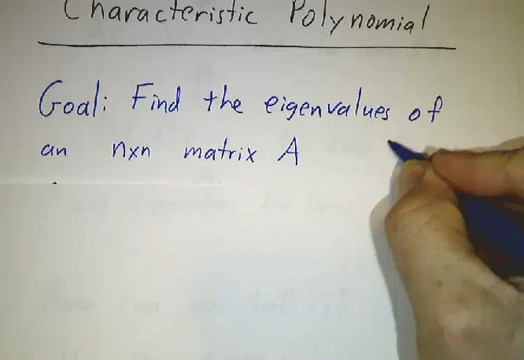 Characteristic Polynomial
Goal: Find the eigenvalues of
an nxn matrix A